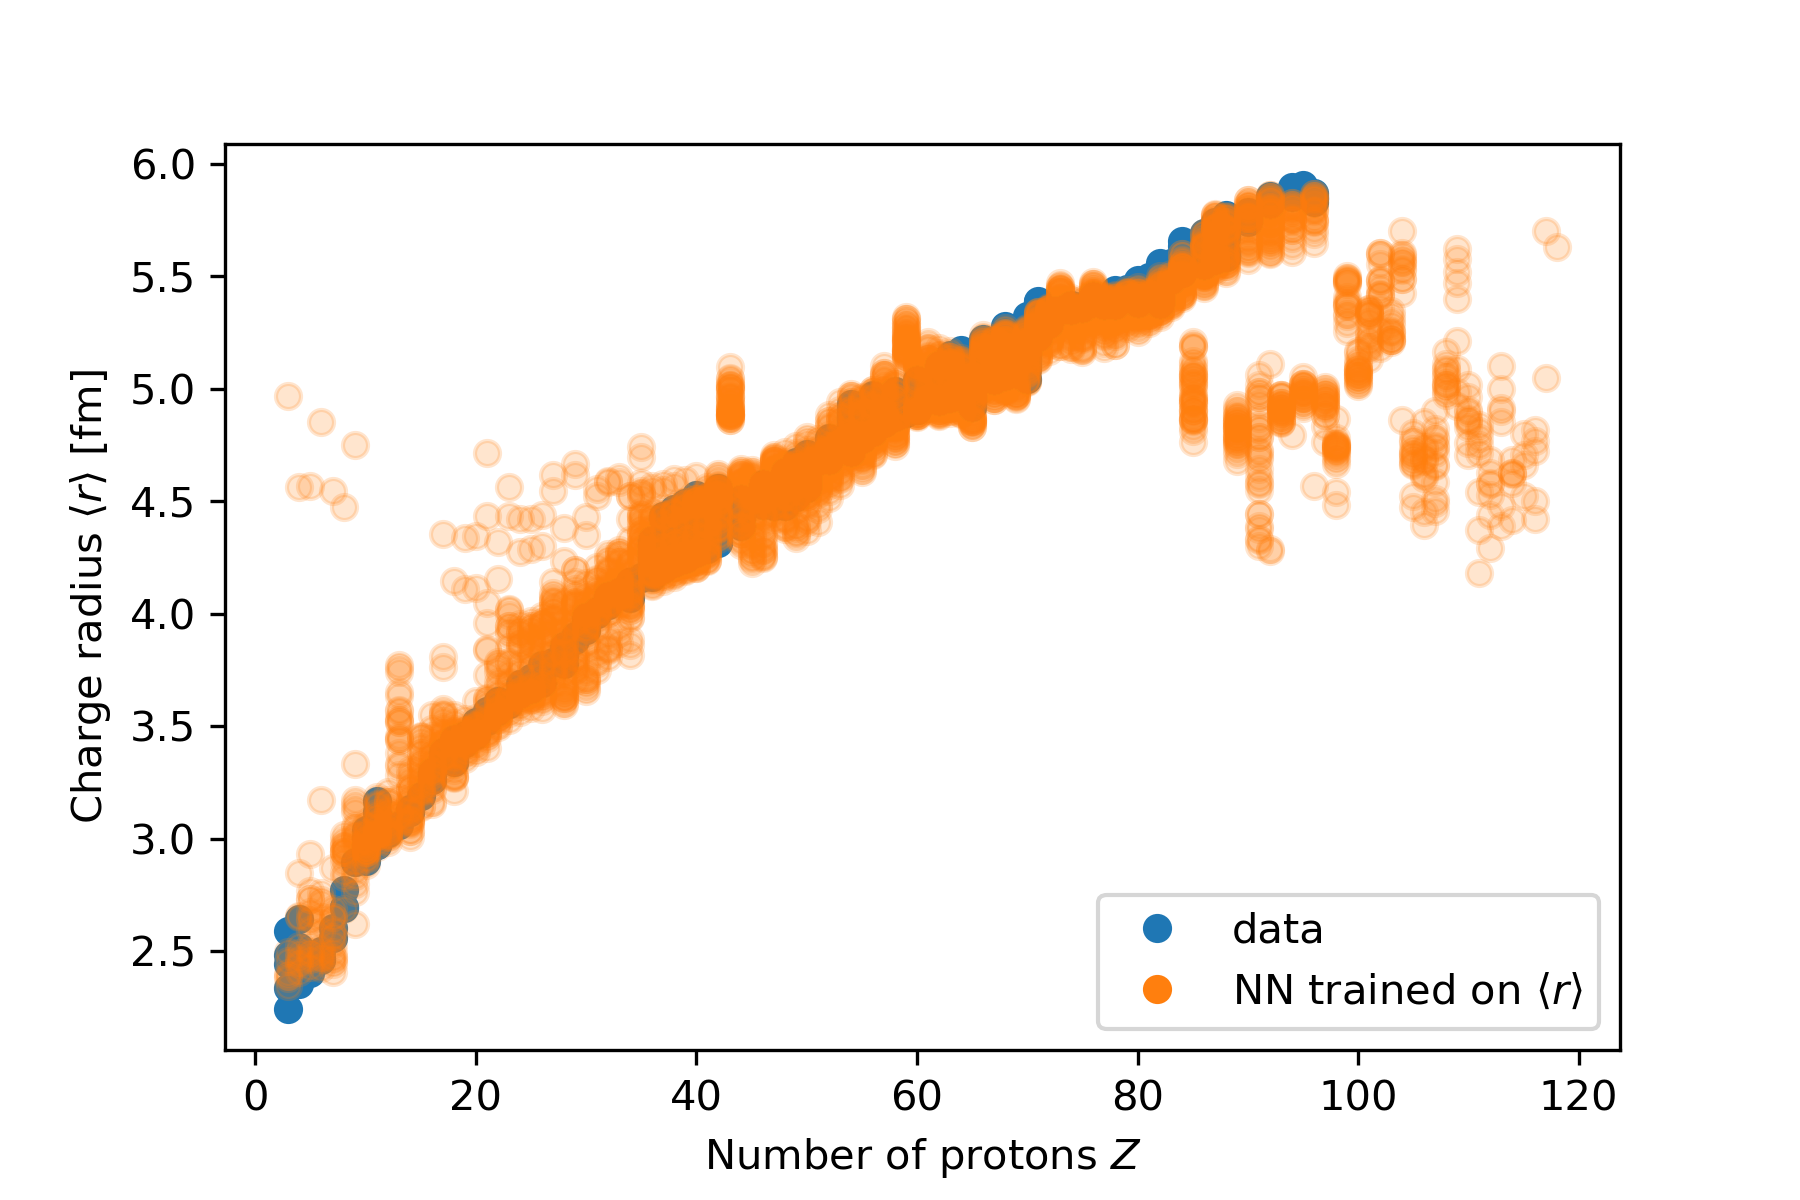 6.0
5.5
5.0
4.5
4.0
3.5
3.0
2.5
Charge radius ⟨r⟩ [fm]
data
NN trained on ⟨r⟩
0 20 40 60 80 100 120
Number of protons Z